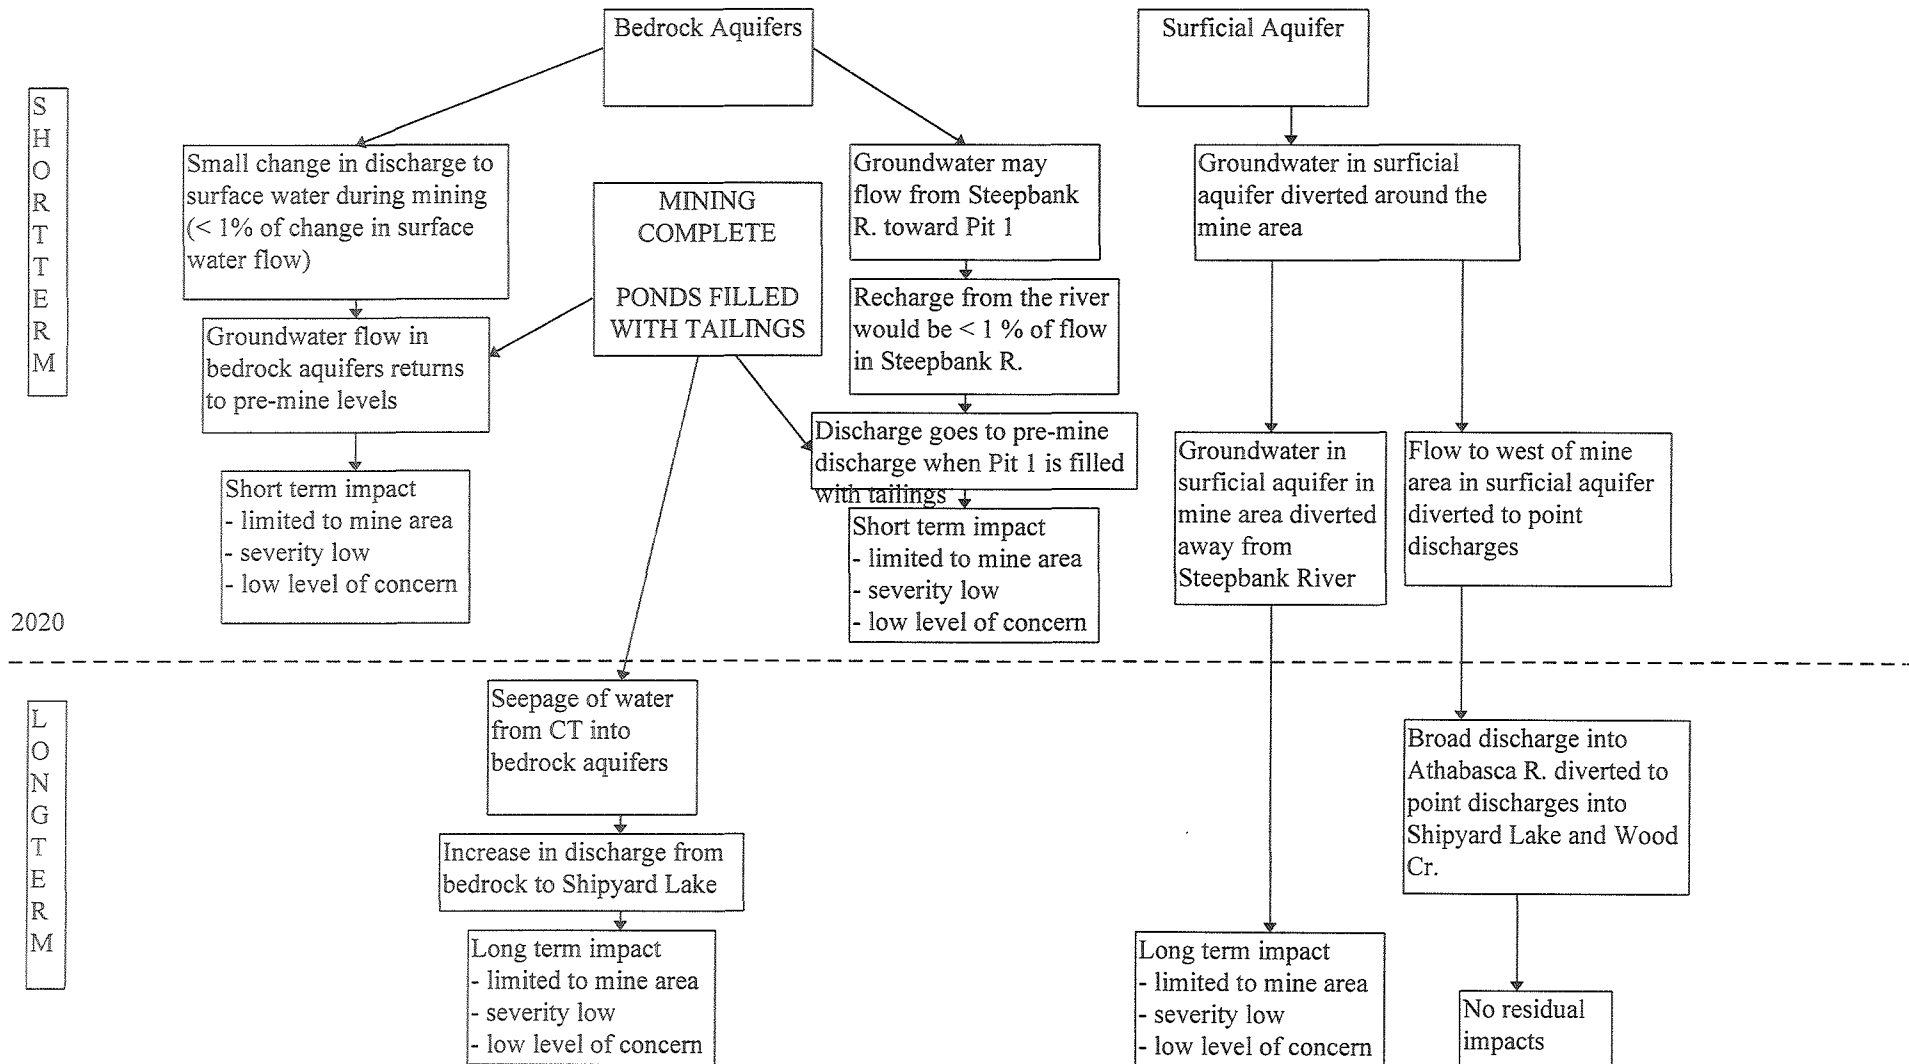 Bedrock Aquifers
Surficial Aquifer
SHORT TERM
Small change in discharge to
surface water during mining
(< 1% of change in surface
water flow)
MINING
COMPLETE
PONDS FILLED
WITH TAILINGS
Groundwater may
flow from Steepbank
R. toward Pit 1
Groundwater in surficial
aquifer diverted around the
mine area
Groundwater flow in
bedrock aquifers returns
to pre-mine levels
Recharge from the river
would be < 1 % of flow
in Steepbank R.
Discharge goes to pre-mine
discharge when Pit 1 is filled
with tailings
Groundwater in
surficial aquifer in
mine area diverted
away from
Steepbank River
Flow to west of mine
area in surficial aquifer
diverted to point
discharges
Short term impact
- limited to mine area
- severity low
- low level of concern
Short term impact
- limited to mine area
- severity low
- low level of concern
2020
LONG TERM
Seepage of water
from CT into
bedrock aquifers
Broad discharge into
Athabasca R. diverted to
point discharges into
Shipyard Lake and Wood
Cr.
Increase in discharge from
bedrock to Shipyard Lake
Long term impact
- limited to mine area
- severity low
- low level of concern
Long term impact
- limited to mine area
- severity low
- low level of concern
No residual
impacts